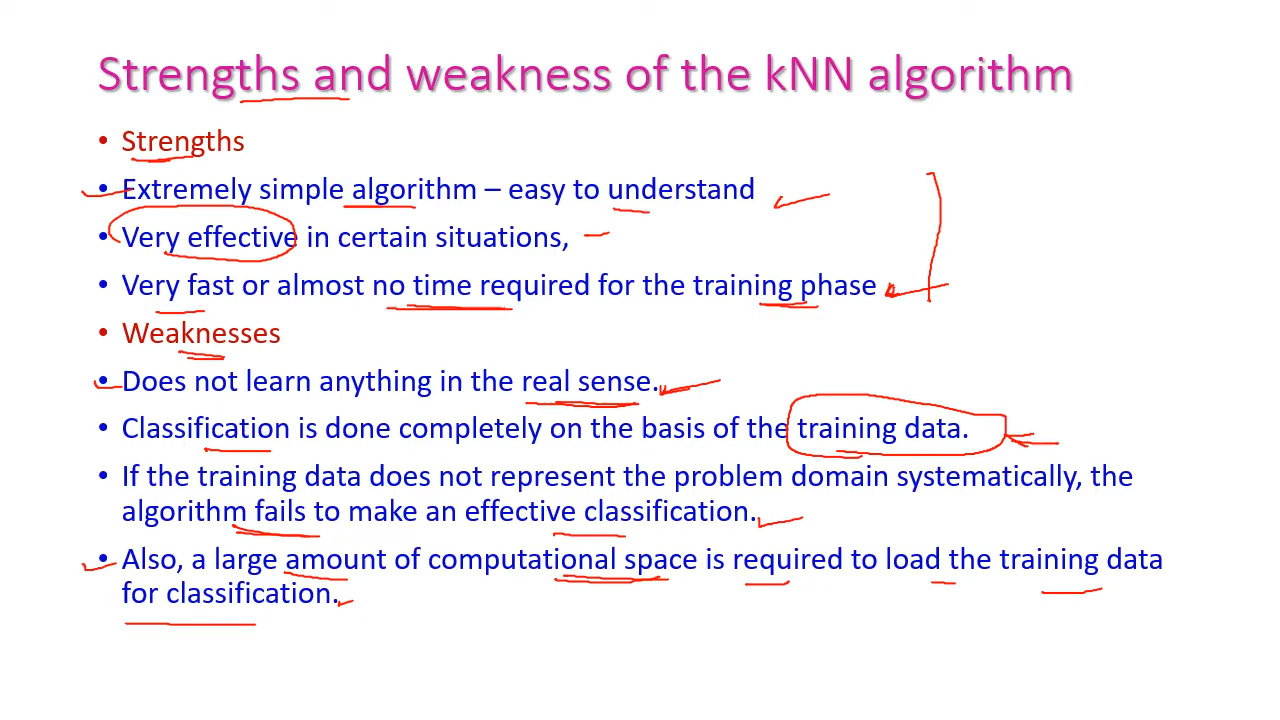 Strengths and weakness of the kNN algorithm
• Strengths
• Extremely simple algorithm – easy to understand
• Very effective in certain situations,
• Very fast or almost no time required for the training phase
• Weaknesses
• Does not learn anything in the real sense.
• Classification is done completely on the basis of the training data.
• If the training data does not represent the problem domain systematically, the
algorithm fails to make an effective classification.
• Also, a large amount of computational space is required to load the training data
for classification.